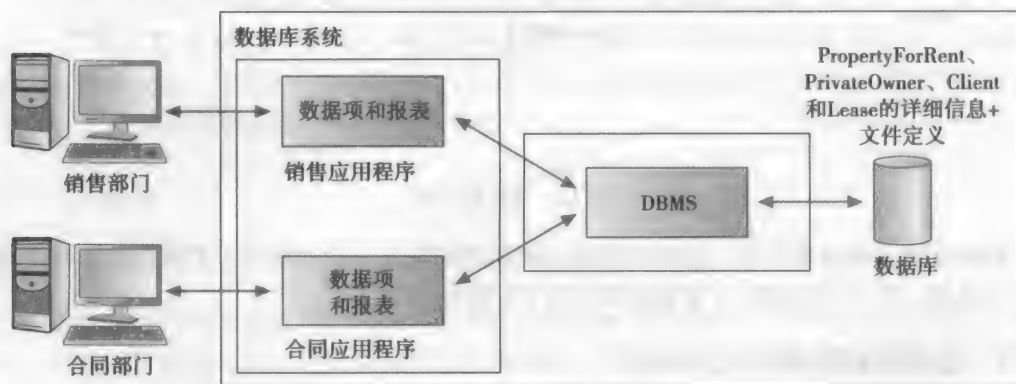 数据库系统
数据项和报表
销售应用程序
销售部门
数据项
和报表
合同应用程序
合同部门
DBMS
PropertyForRent、
PrivateOwner、Client
和Lease的详细信息+
文件定义
数据库